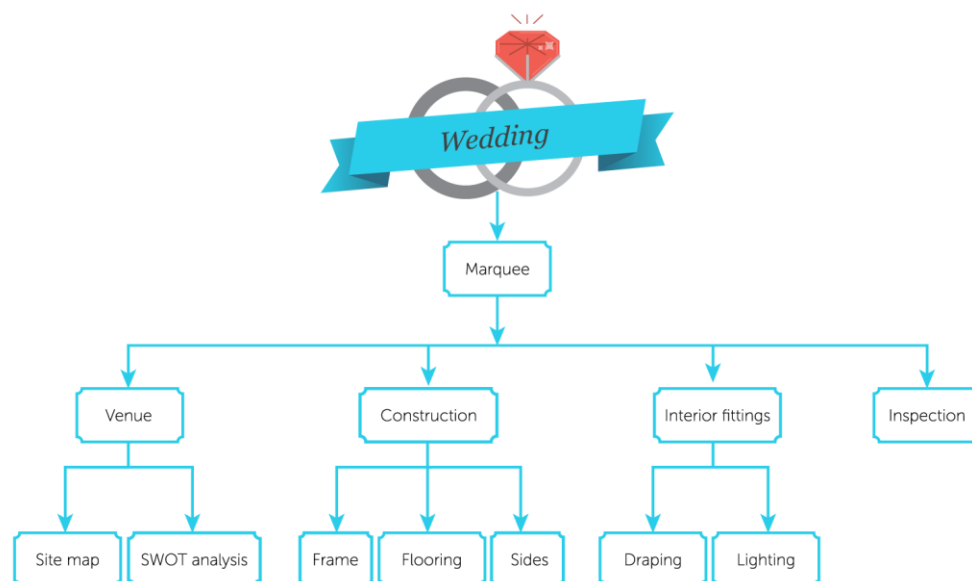 Wedding
Marquee
Venue
Construction
Interior fittings
Inspection
Site map
SWOT analysis
Frame
Flooring
Sides
Draping
Lighting